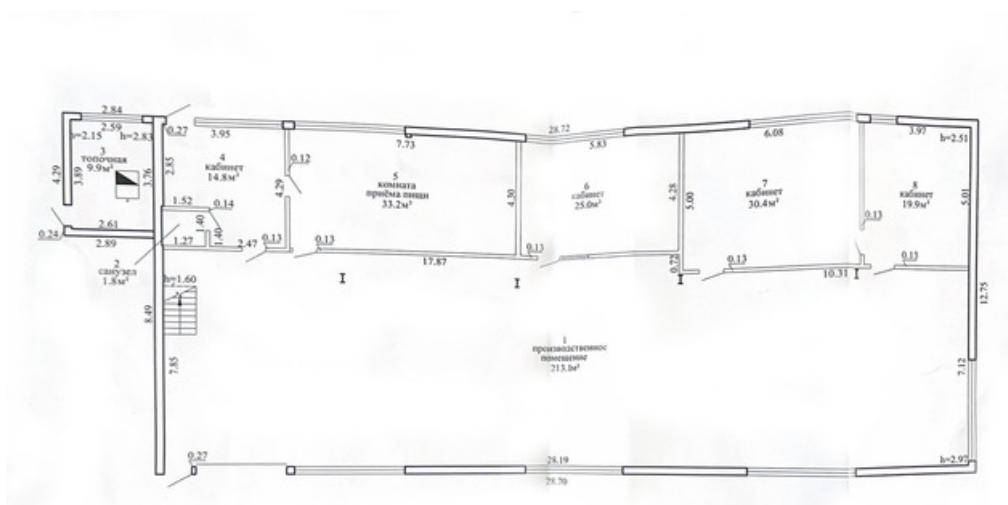 2.84
2.59
h=2.15
h=2.83
3
топочная
9.9м²
4.29
3.89
3.76
2.61
0.24
2.89
2
санузел
1.8м²
8.49
0.27
3.95
2.85
4
кабинет
14.8м²
1.52
0.14
1.40
1.40
1.27
2.47
0.13
4.29
0.12
7.73
5
комната
приёма пищи
33.2м²
4.30
0.13
17.87
28.72
5.83
6
кабинет
25.0м²
0.13
4.28
5.00
0.72
6.08
7
кабинет
30.4м²
0.13
10.31
3.97
h=2.51
8
кабинет
19.9м²
5.01
0.13
0.13
12.75
h=1.60
7.85
1
производственное
помещение
213.1м²
7.12
0.27
28.19
28.70
h=2.97